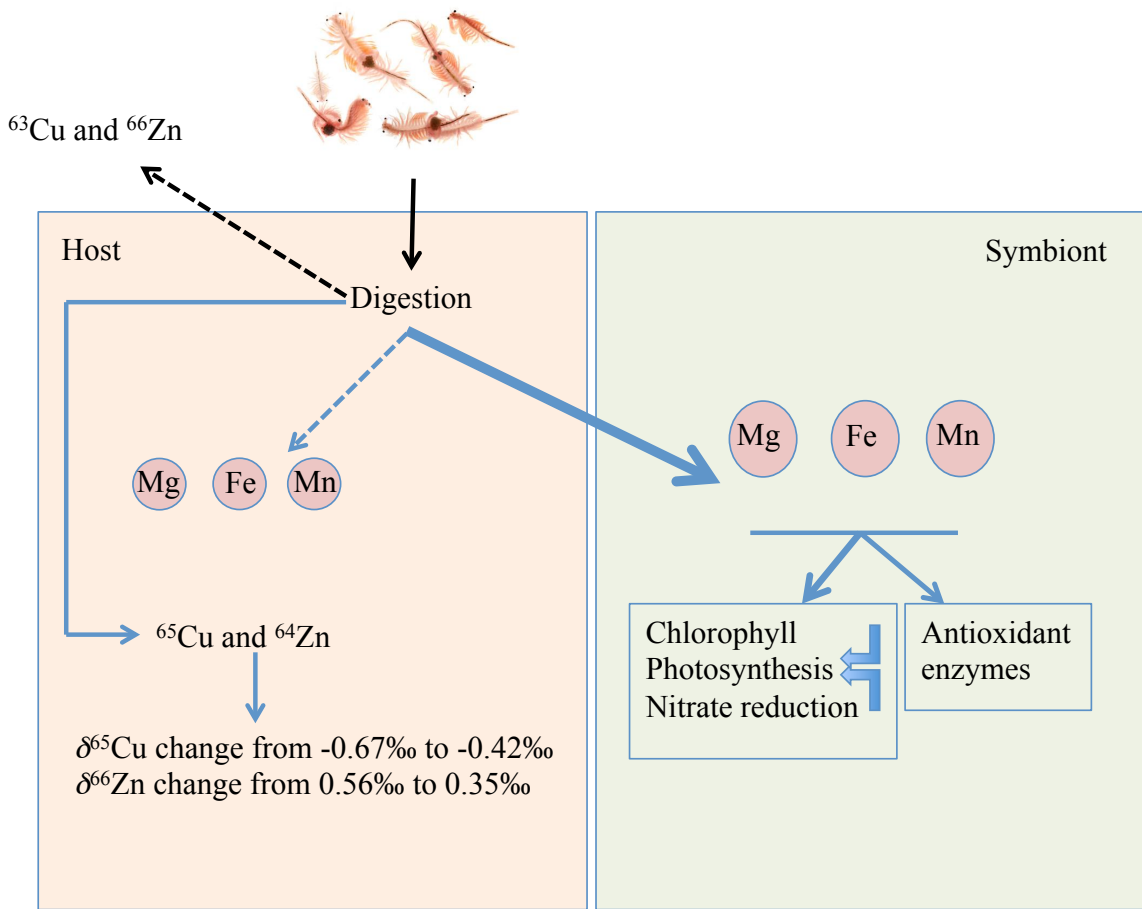 ⁶³Cu and ⁶⁶Zn
Host
Symbiont
Digestion
Mg
Fe
Mn
Mg
Fe
Mn
⁶⁵Cu and ⁶⁴Zn
δ⁶⁵Cu change from -0.67‰ to -0.42‰
δ⁶⁶Zn change from 0.56‰ to 0.35‰
Chlorophyll
Photosynthesis
Nitrate reduction
Antioxidant
enzymes